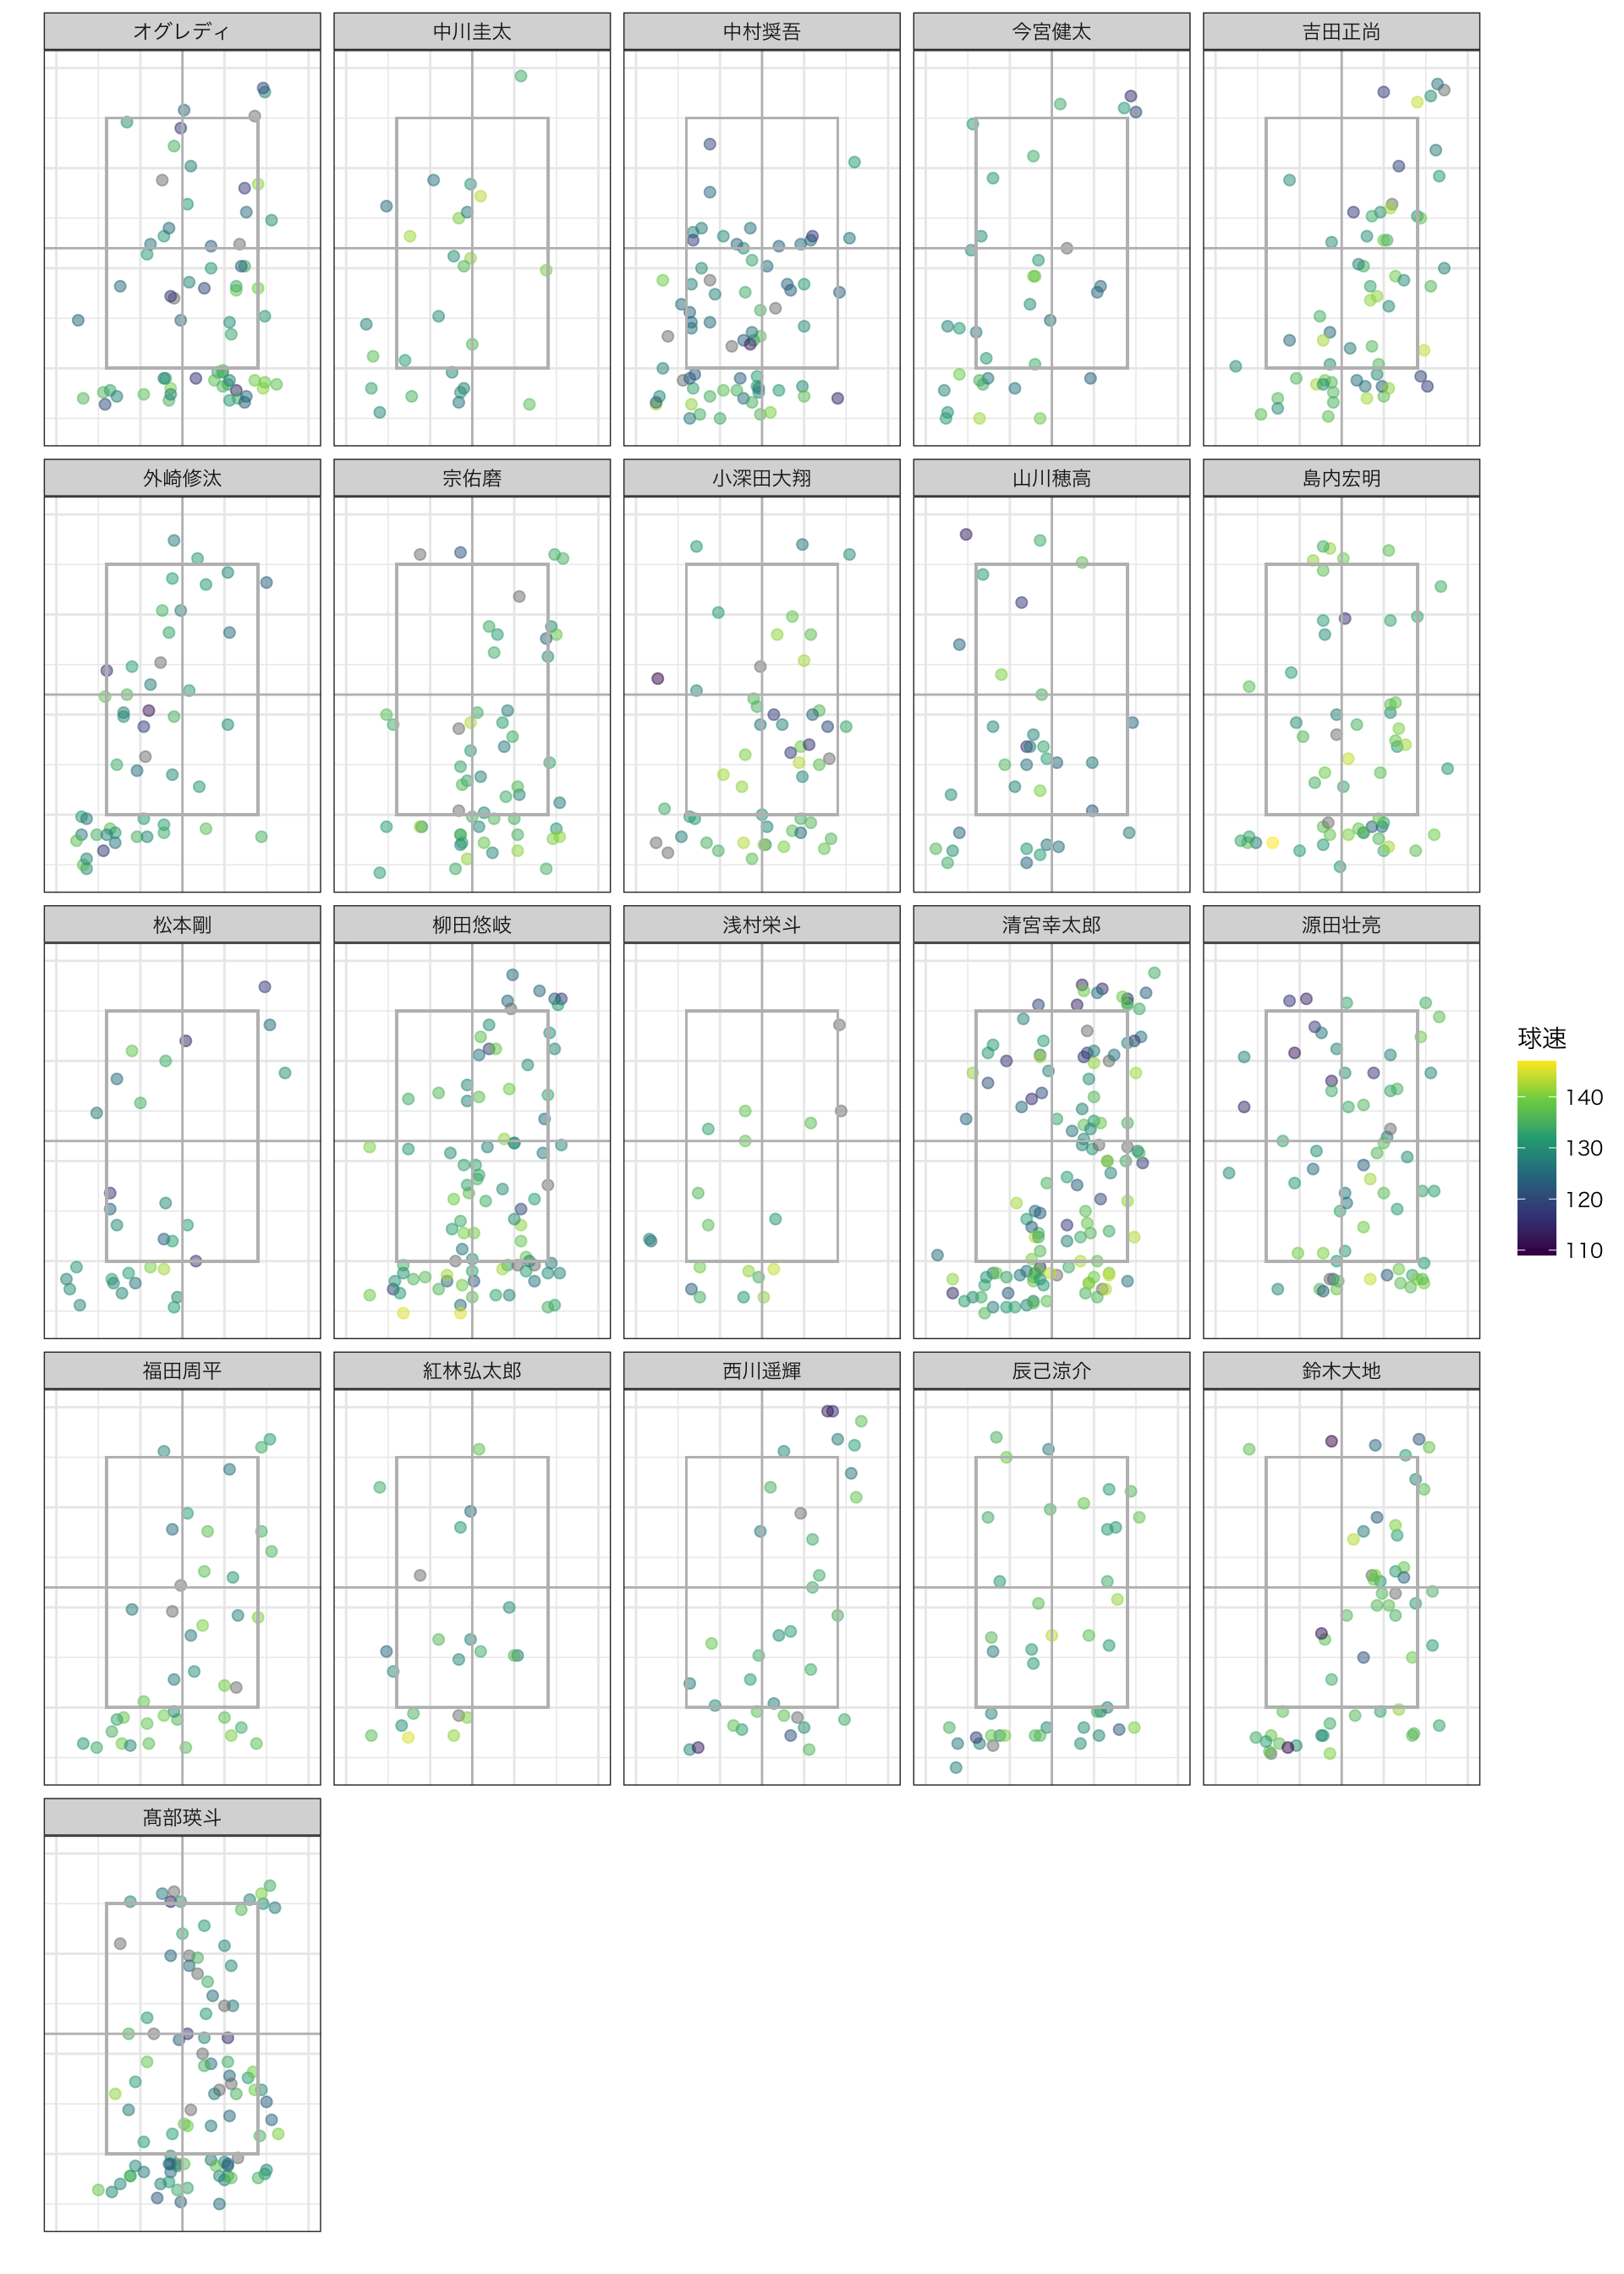 オグレディ
中川圭太
中村奨吾
今宮健太
吉田正尚
外崎修汰
宗佑磨
小深田大翔
山川穂高
島内宏明
松本剛
柳田悠岐
浅村栄斗
清宮幸太郎
源田壮亮
球速
140
130
120
110
福田周平
紅林弘太郎
西川遥輝
辰己涼介
鈴木大地
髙部瑛斗